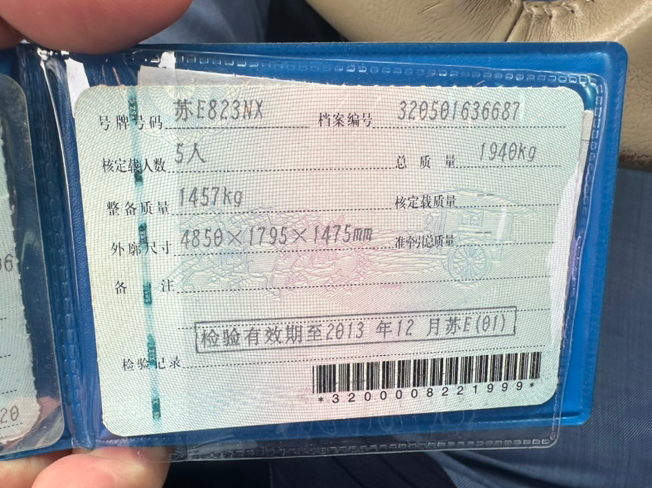 号牌号码 苏E823NX 档案编号 320501636687
核定载人数 5人 总质量 1940kg
整备质量 1457kg 核定载质量
外廓尺寸 4850×1795×1475mm 准牵引总质量 --
备注
检验有效期至2013 年 12 月苏E(01)
检验记录
*3200008221999*
20